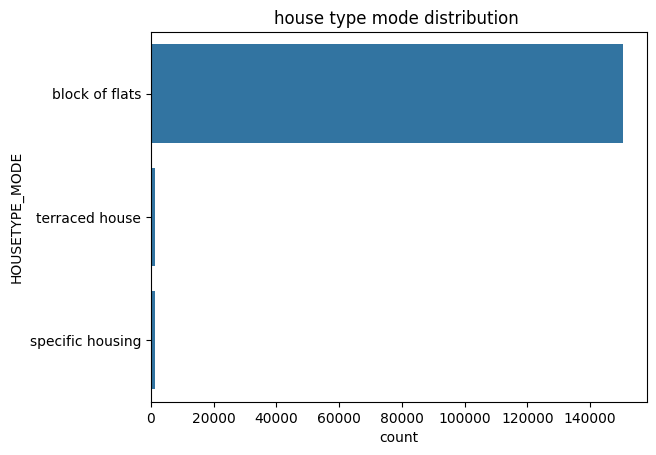 house type mode distribution
HOUSETYPE_MODE
block of flats
terraced house
specific housing
0 20000 40000 60000 80000 100000 120000 140000
count